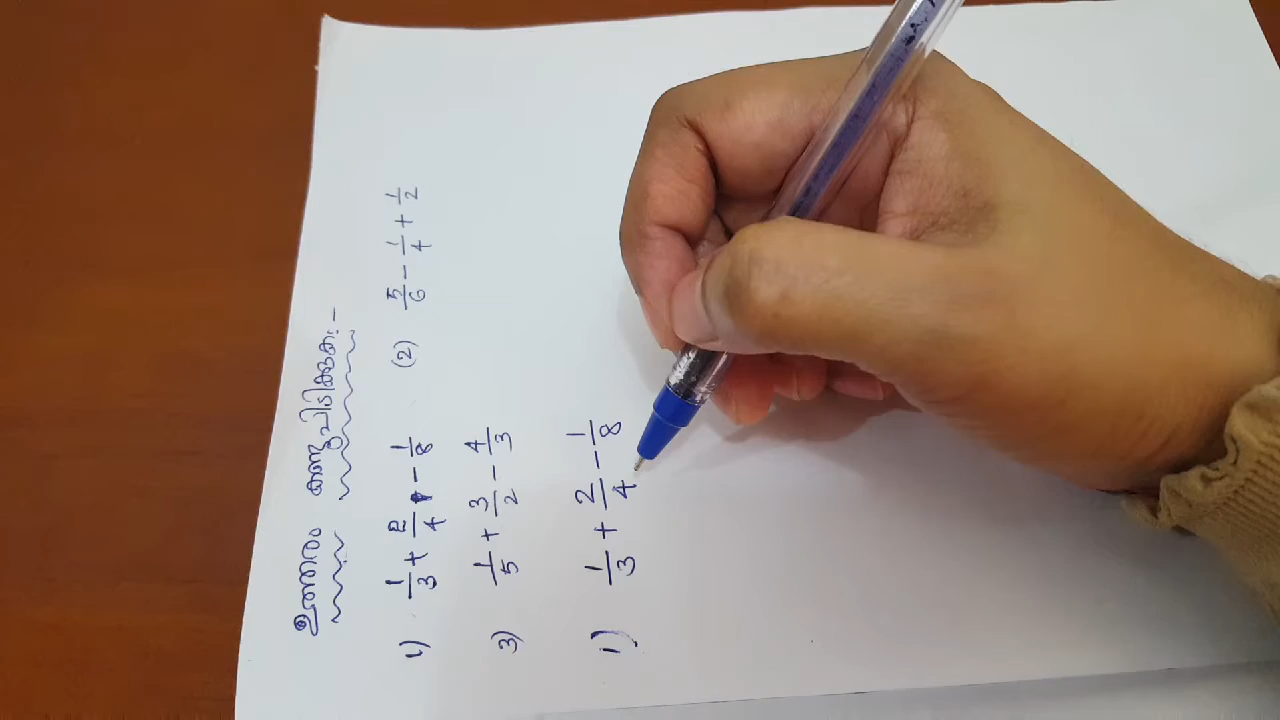 ഉത്തരം കണ്ടുപിടിക്കുക:-
1) 1/3 + 2/4 - 1/8 (2) 5/6 - 1/4 + 1/2
3) 1/5 + 3/2 - 4/3
1) 1/3 + 2/4 - 1/8